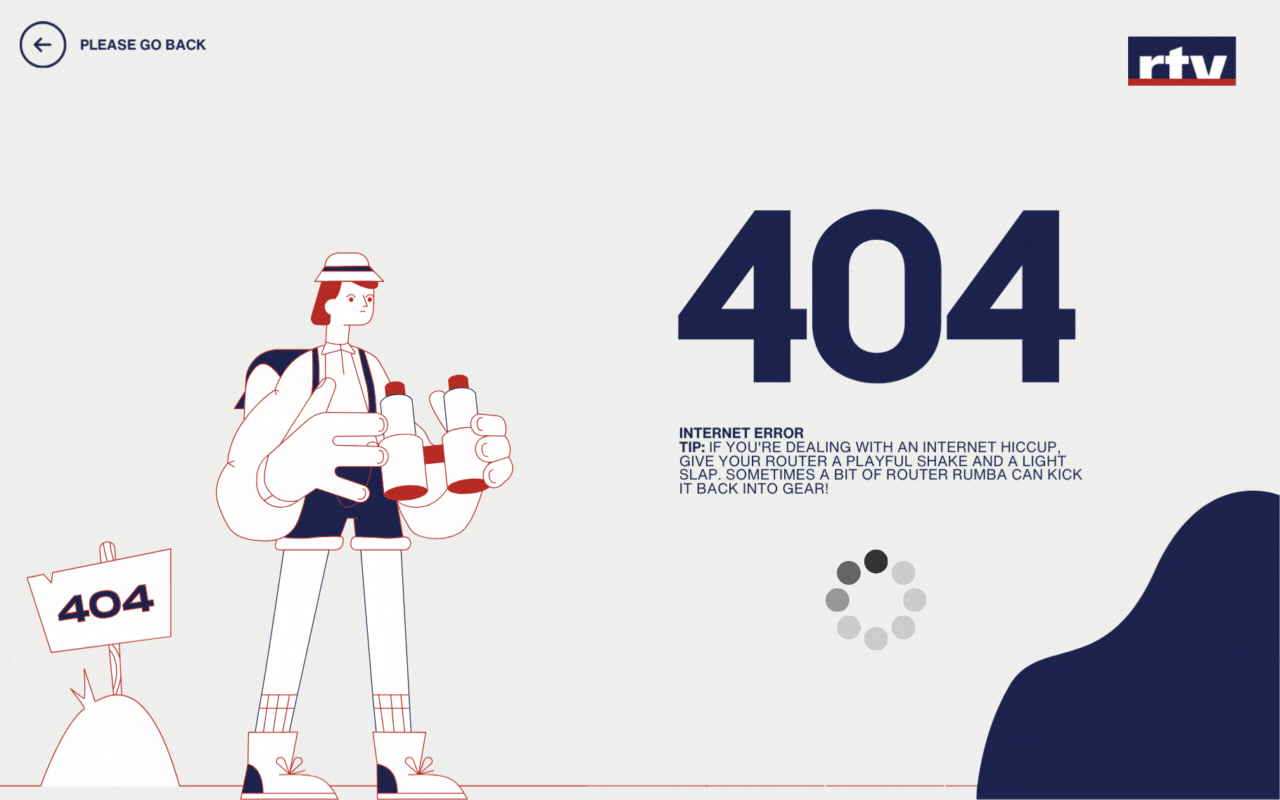 PLEASE GO BACK
rtv
404
INTERNET ERROR
TIP: IF YOU'RE DEALING WITH AN INTERNET HICCUP,
GIVE YOUR ROUTER A PLAYFUL SHAKE AND A LIGHT
SLAP. SOMETIMES A BIT OF ROUTER RUMBA CAN KICK
IT BACK INTO GEAR!
404